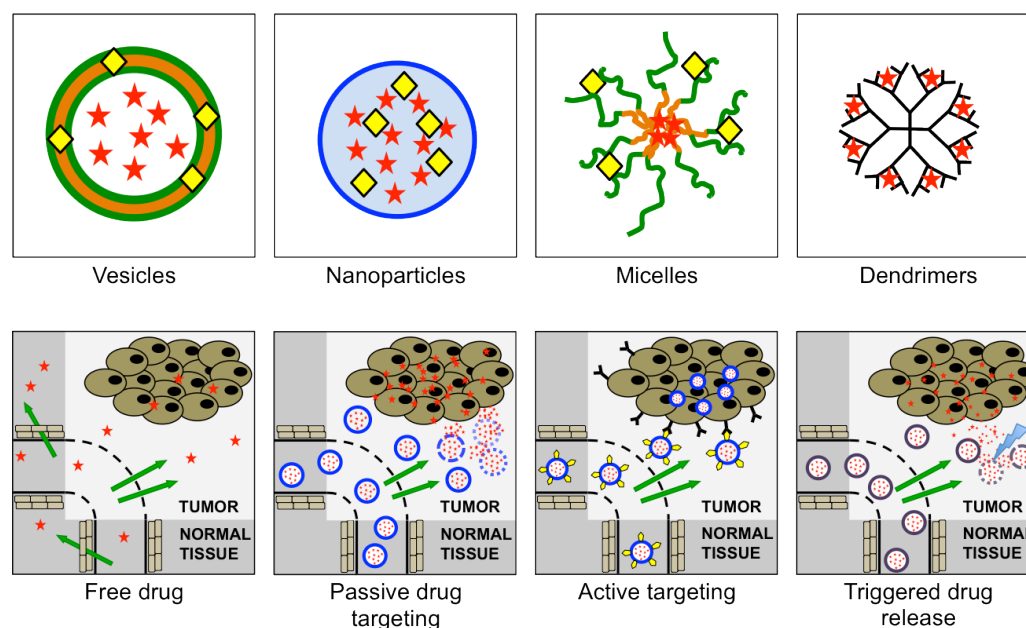 Vesicles
Nanoparticles
Micelles
Dendrimers
TUMOR
NORMAL
TISSUE
Free drug
TUMOR
NORMAL
TISSUE
Passive drug
targeting
TUMOR
NORMAL
TISSUE
Active targeting
TUMOR
NORMAL
TISSUE
Triggered drug
release